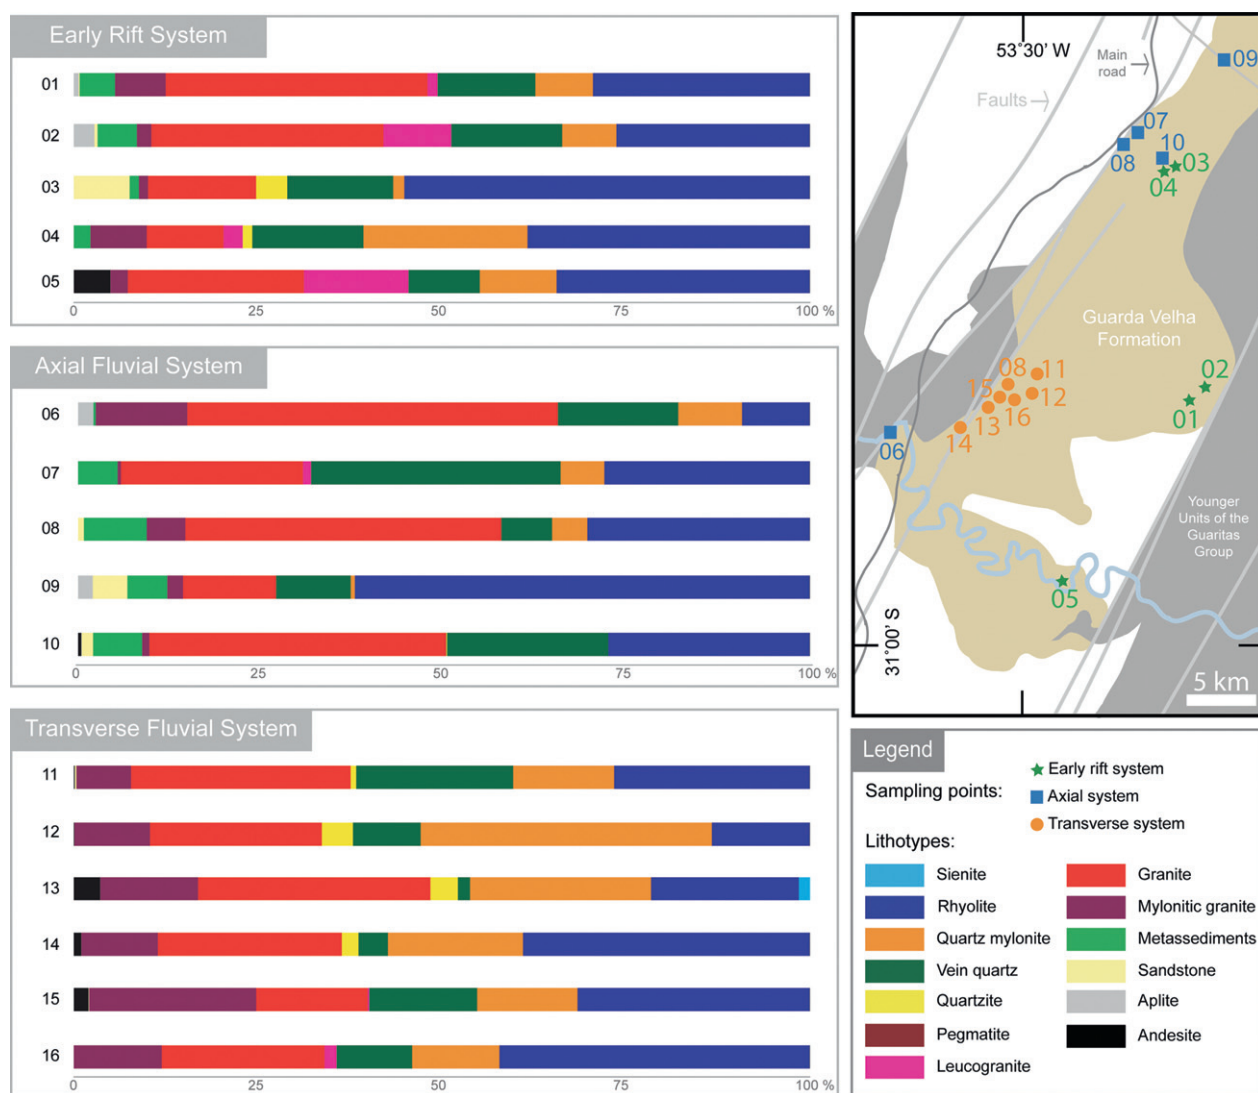 Early Rift System
01
02
03
04
05
0 25 50 75 100 %
Axial Fluvial System
06
07
08
09
10
0 25 50 75 100 %
Transverse Fluvial System
11
12
13
14
15
16
0 25 50 75 100 %
53°30' W
Main
road
Faults
09
07
08
10
03
04
Guarda Velha
Formation
08
11
15
12
16
13
14
02
01
06
Younger
Units of the
Guaritas
Group
05
31°00' S
5 km
Legend
Sampling points:
Early rift system
Axial system
Transverse system
Lithotypes:
Sienite
Granite
Rhyolite
Mylonitic granite
Quartz mylonite
Metassediments
Vein quartz
Sandstone
Quartzite
Aplite
Pegmatite
Andesite
Leucogranite